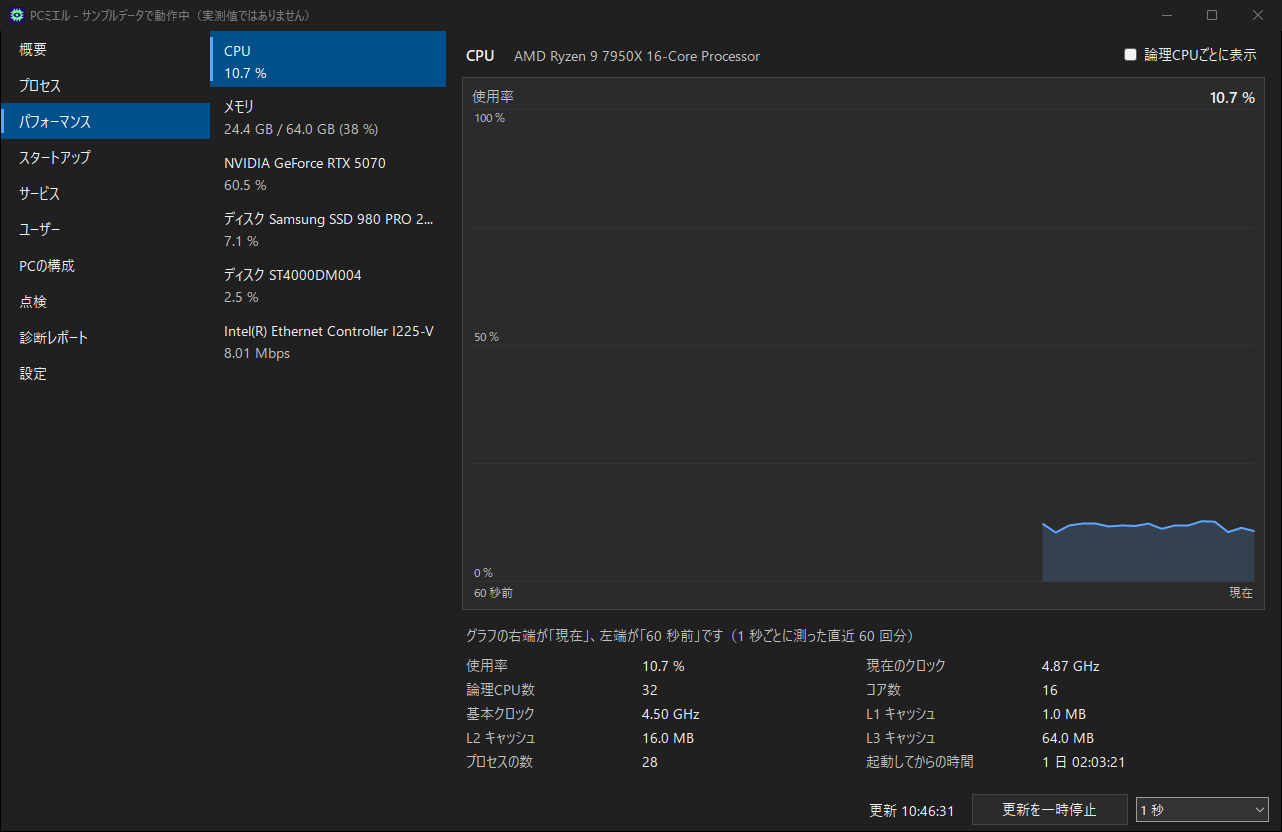 PCミエル - サンプルデータで動作中（実測値ではありません）
概要
プロセス
パフォーマンス
スタートアップ
サービス
ユーザー
PCの構成
点検
診断レポート
設定
CPU
10.7 %
メモリ
24.4 GB / 64.0 GB (38 %)
NVIDIA GeForce RTX 5070
60.5 %
ディスク Samsung SSD 980 PRO 2...
7.1 %
ディスク ST4000DM004
2.5 %
Intel(R) Ethernet Controller I225-V
8.01 Mbps
CPU AMD Ryzen 9 7950X 16-Core Processor
論理CPUごとに表示
使用率 10.7 %
100 %
50 %
0 %
60 秒前 現在
グラフの右端が「現在」、左端が「60 秒前」です（1 秒ごとに測った直近 60 回分）
使用率 10.7 % 現在のクロック 4.87 GHz
論理CPU数 32 コア数 16
基本クロック 4.50 GHz L1 キャッシュ 1.0 MB
L2 キャッシュ 16.0 MB L3 キャッシュ 64.0 MB
プロセスの数 28 起動してからの時間 1 日 02:03:21
更新 10:46:31 更新を一時停止 1 秒